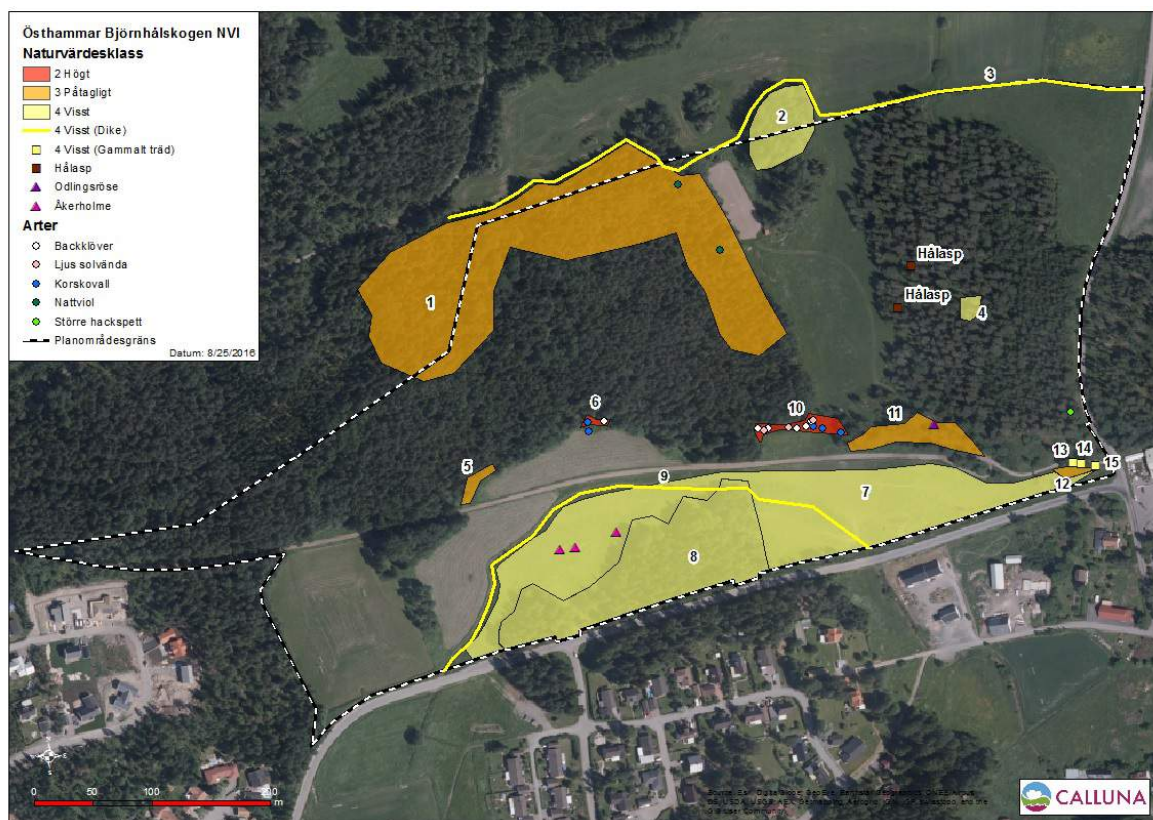 Östhammar Björnhålskogen NVI
Naturvärdesklass
2 Högt
3 Påtagligt
4 Visst
4 Visst (Dike)
4 Visst (Gammalt träd)
Hålasp
Odlingsröse
Åkerholme
Arter
Backklöver
Ljus solvända
Korskovall
Nattviol
Större hackspett
Planområdesgräns
Datum: 8/25/2016
3
2
1
Hålasp
Hålasp
4
6
10
11
5
13
14
15
12
9
7
8
N
S
0 50 100 200
m
CALLUNA